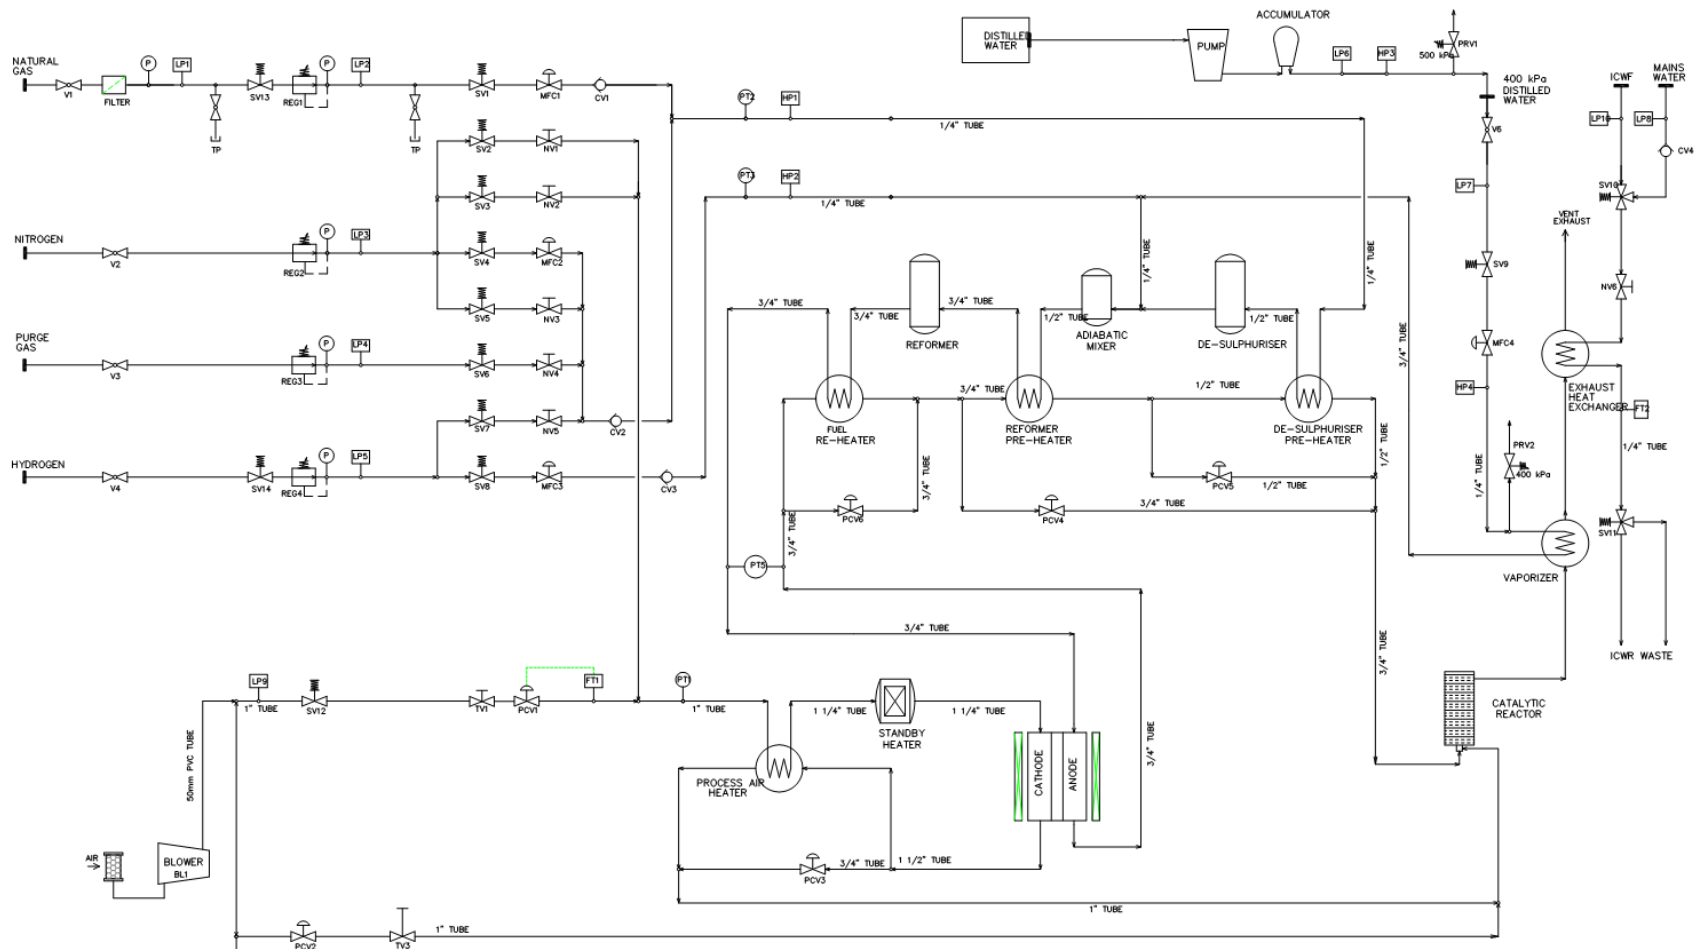 ACCUMULATOR
DISTILLED
WATER
PUMP
LP6
HP3
PRV1
500 kPa
NATURAL
GAS
V1
FILTER
P
LP1
TP
SV13
REG1
P
LP2
TP
SV1
MFC1
CV1
400 kPa
DISTILLED
WATER
ICWF
MAINS
WATER
PT2
HP1
1/4" TUBE
V6
LP10
LP8
CV4
SV2
NV1
PT3
HP2
1/4" TUBE
SV3
NV2
LP7
SV10
VENT
EXHAUST
NITROGEN
V2
REG2
P
LP3
SV4
MFC2
1/4" TUBE
1/4" TUBE
SV9
NV6
SV5
NV3
3/4" TUBE
3/4" TUBE
3/4" TUBE
1/2" TUBE
1/2" TUBE
REFORMER
ADIABATIC
MIXER
DE-SULPHURISER
3/4" TUBE
MFC4
PURGE
GAS
V3
REG3
P
LP4
SV6
NV4
HP4
EXHAUST
HEAT
EXCHANGER
FT2
3/4" TUBE
1/2" TUBE
FUEL
RE-HEATER
REFORMER
PRE-HEATER
DE-SULPHURISER
PRE-HEATER
SV7
NV5
CV2
PRV2
400 kPa
1/4" TUBE
HYDROGEN
V4
SV14
REG4
P
LP5
SV8
MFC3
CV3
3/4" TUBE
PCV5
1/2" TUBE
1/2" TUBE
1/4" TUBE
PCV6
PCV4
3/4" TUBE
3/4" TUBE
SV11
PT5
VAPORIZER
3/4" TUBE
3/4" TUBE
ICWR
WASTE
LP9
1" TUBE
SV12
TV1
PCV1
FT1
PT1
1" TUBE
1 1/4" TUBE
1 1/4" TUBE
STANDBY
HEATER
CATALYTIC
REACTOR
50mm PVC TUBE
PROCESS AIR
HEATER
CATHODE
ANODE
3/4" TUBE
AIR
BLOWER
BL1
PCV3
3/4" TUBE
1 1/2" TUBE
1" TUBE
PCV2
TV3
1" TUBE